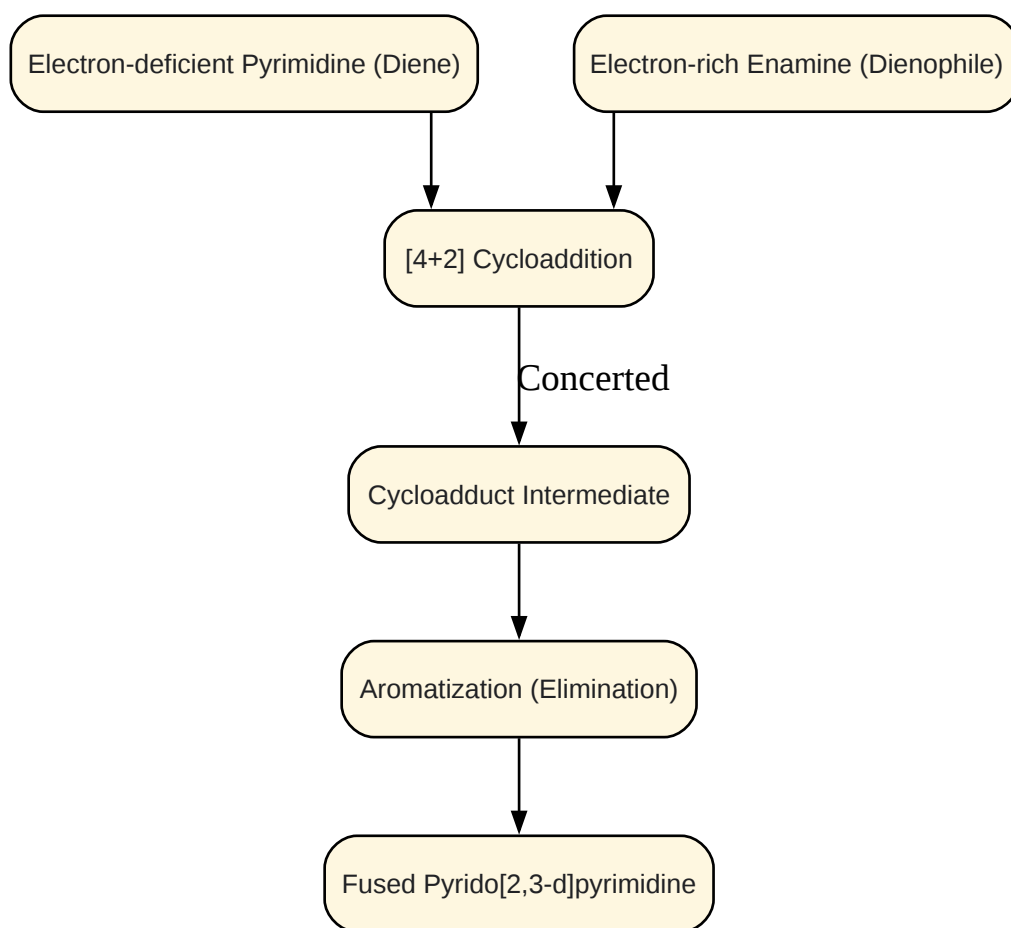 Electron-deficient Pyrimidine (Diene)
Electron-rich Enamine (Dienophile)
[4+2] Cycloaddition
Concerted
Cycloadduct Intermediate
Aromatization (Elimination)
Fused Pyrido[2,3-d]pyrimidine